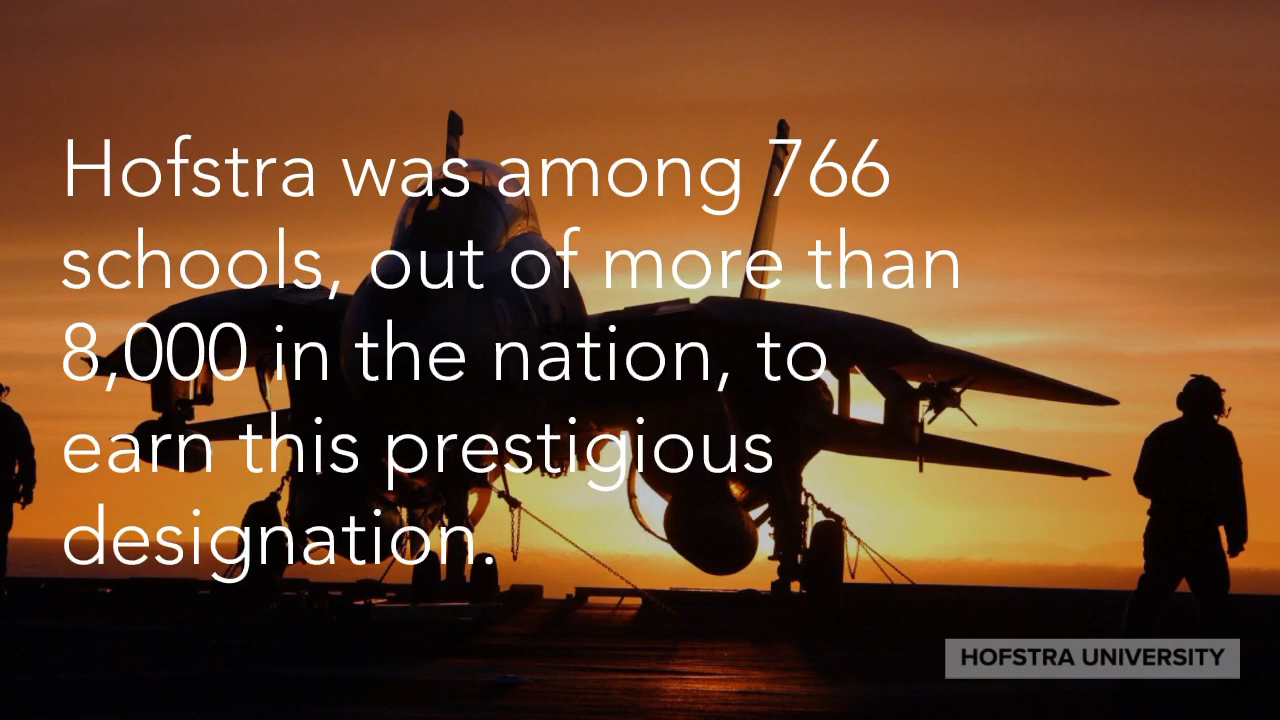 Hofstra was among 766
schools, out of more than
8,000 in the nation, to
earn this prestigious
designation.
HOFSTRA UNIVERSITY